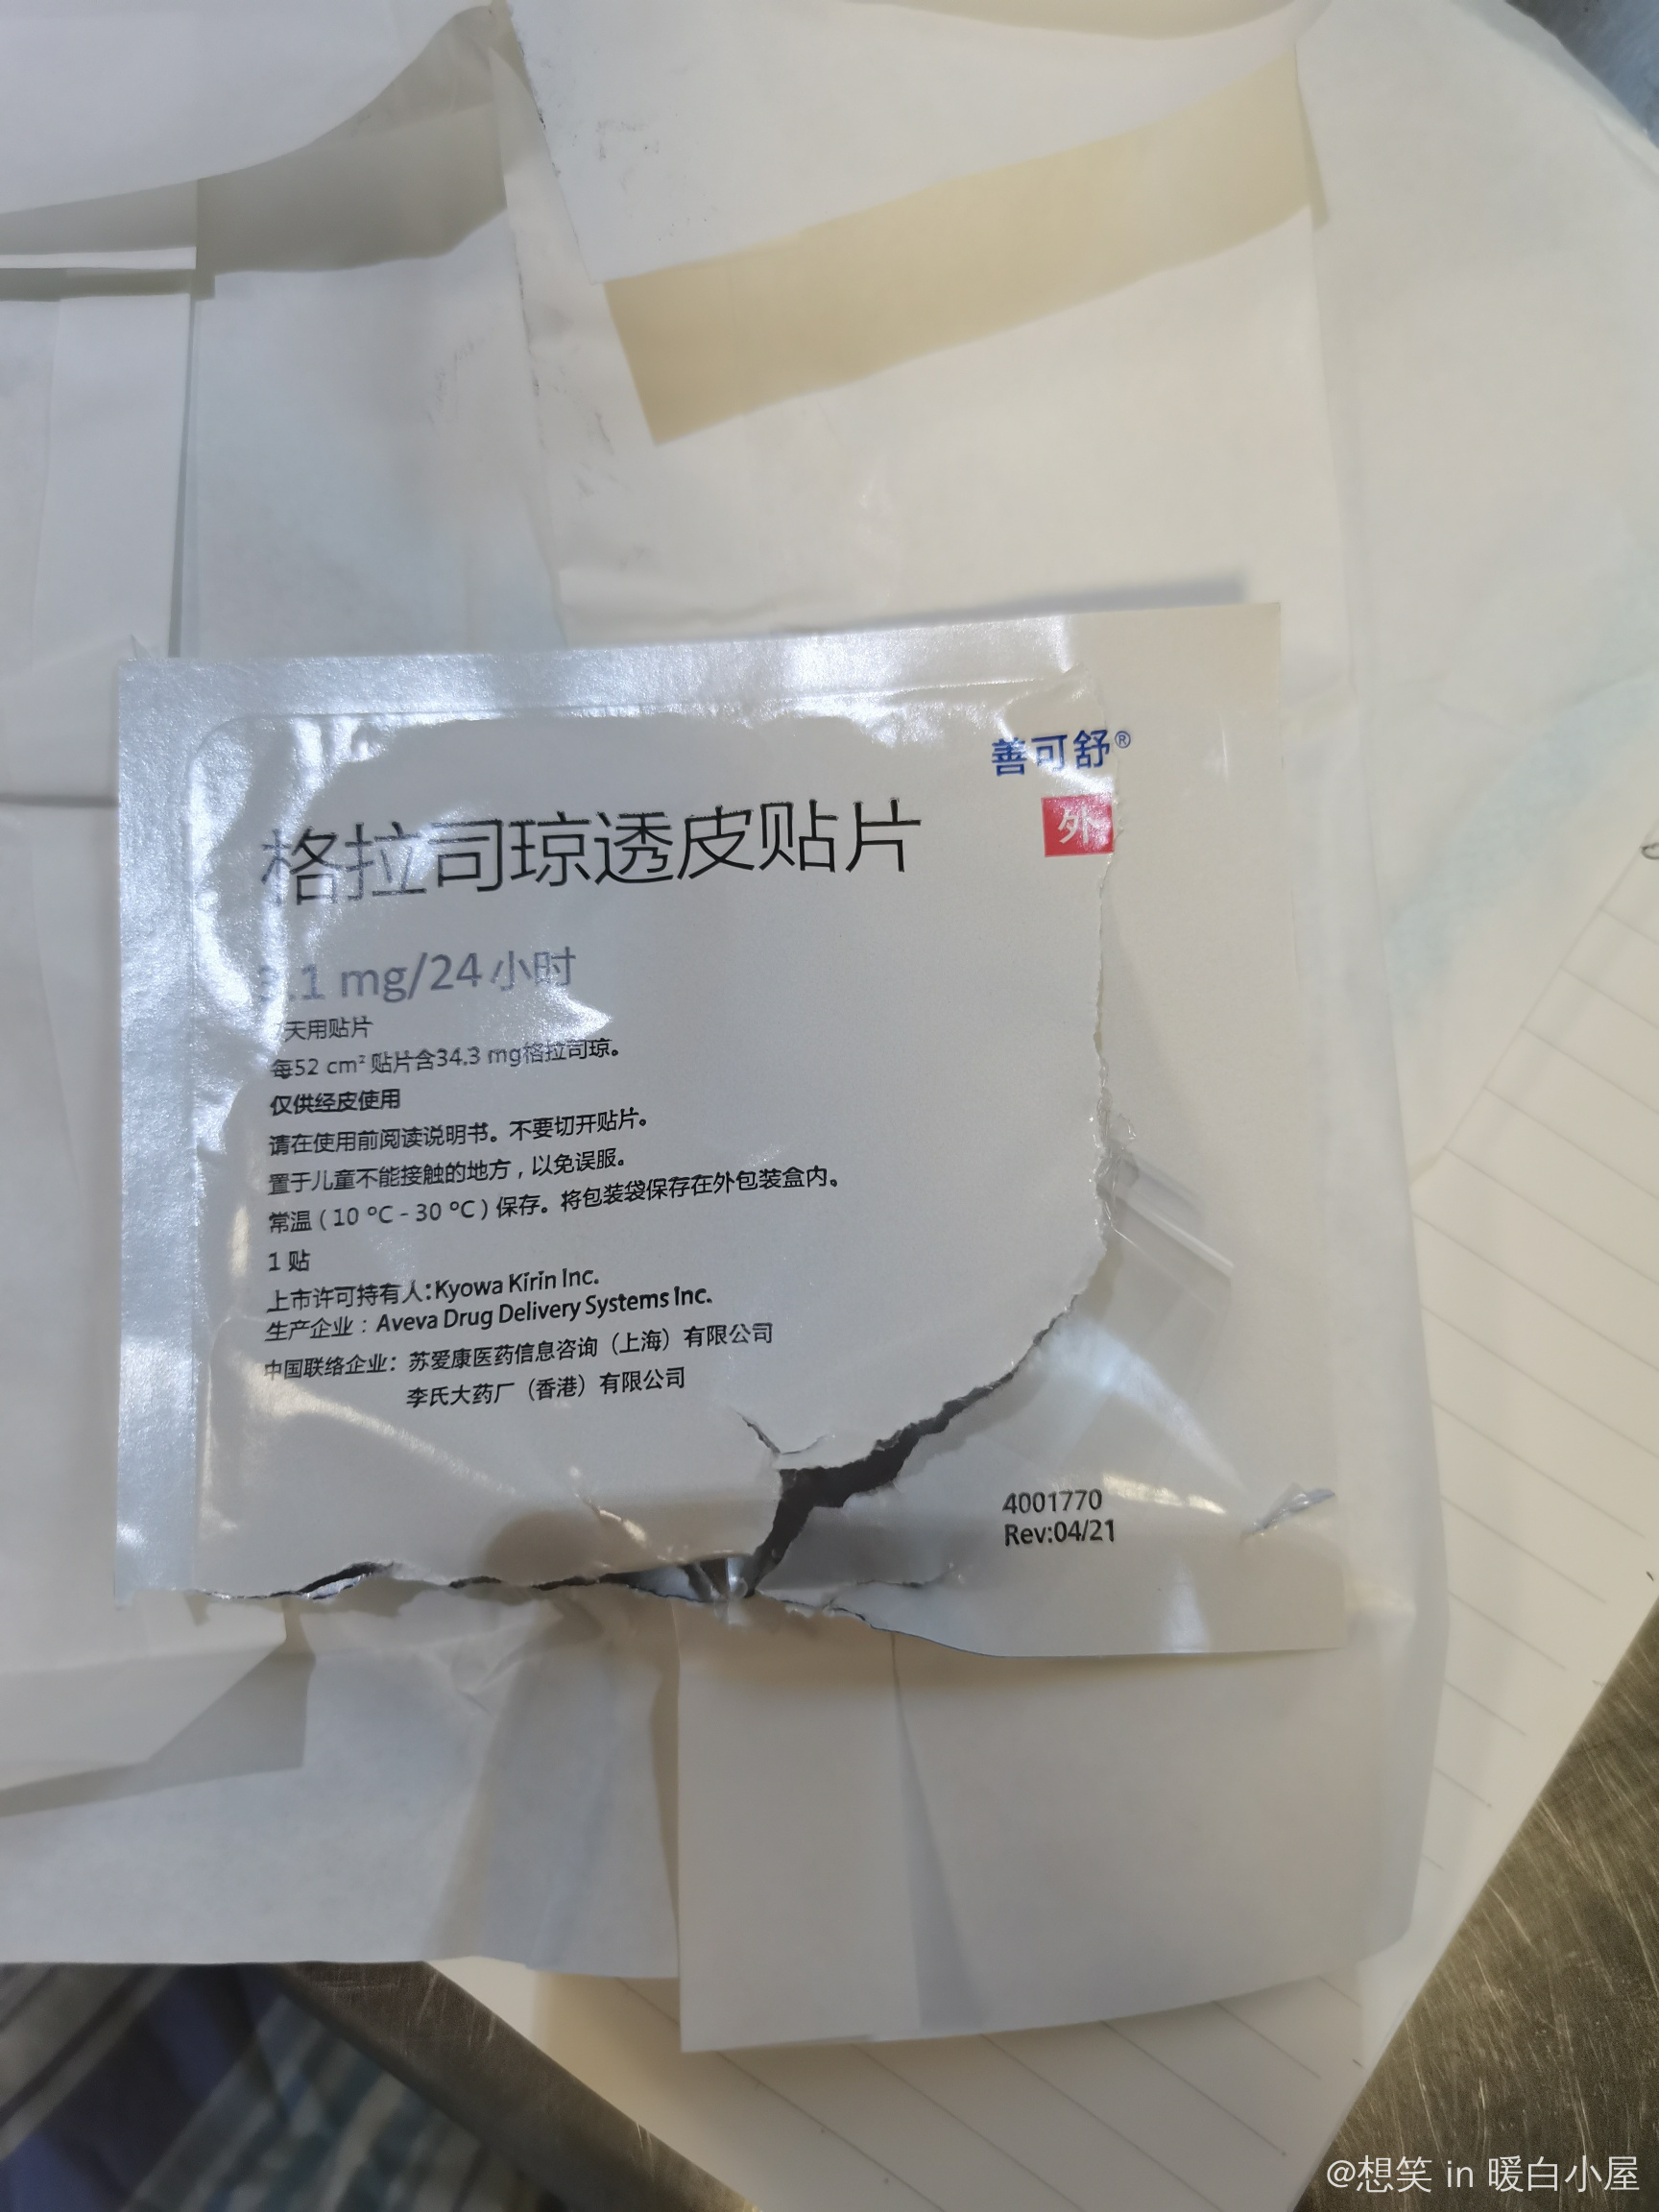 善可舒®
外
格拉司琼透皮贴片
.1 mg/24小时
天用贴片
每52 cm² 贴片含34.3 mg格拉司琼。
仅供经皮使用
请在使用前阅读说明书。不要切开贴片。
置于儿童不能接触的地方，以免误服。
常温（10 °C - 30 °C）保存。将包装袋保存在外包装盒内。
1 贴
上市许可持有人:Kyowa Kirin Inc.
生产企业：Aveva Drug Delivery Systems Inc.
中国联络企业：苏爱康医药信息咨询（上海）有限公司
李氏大药厂（香港）有限公司
4001770
Rev:04/21
@想笑 in 暖白小屋